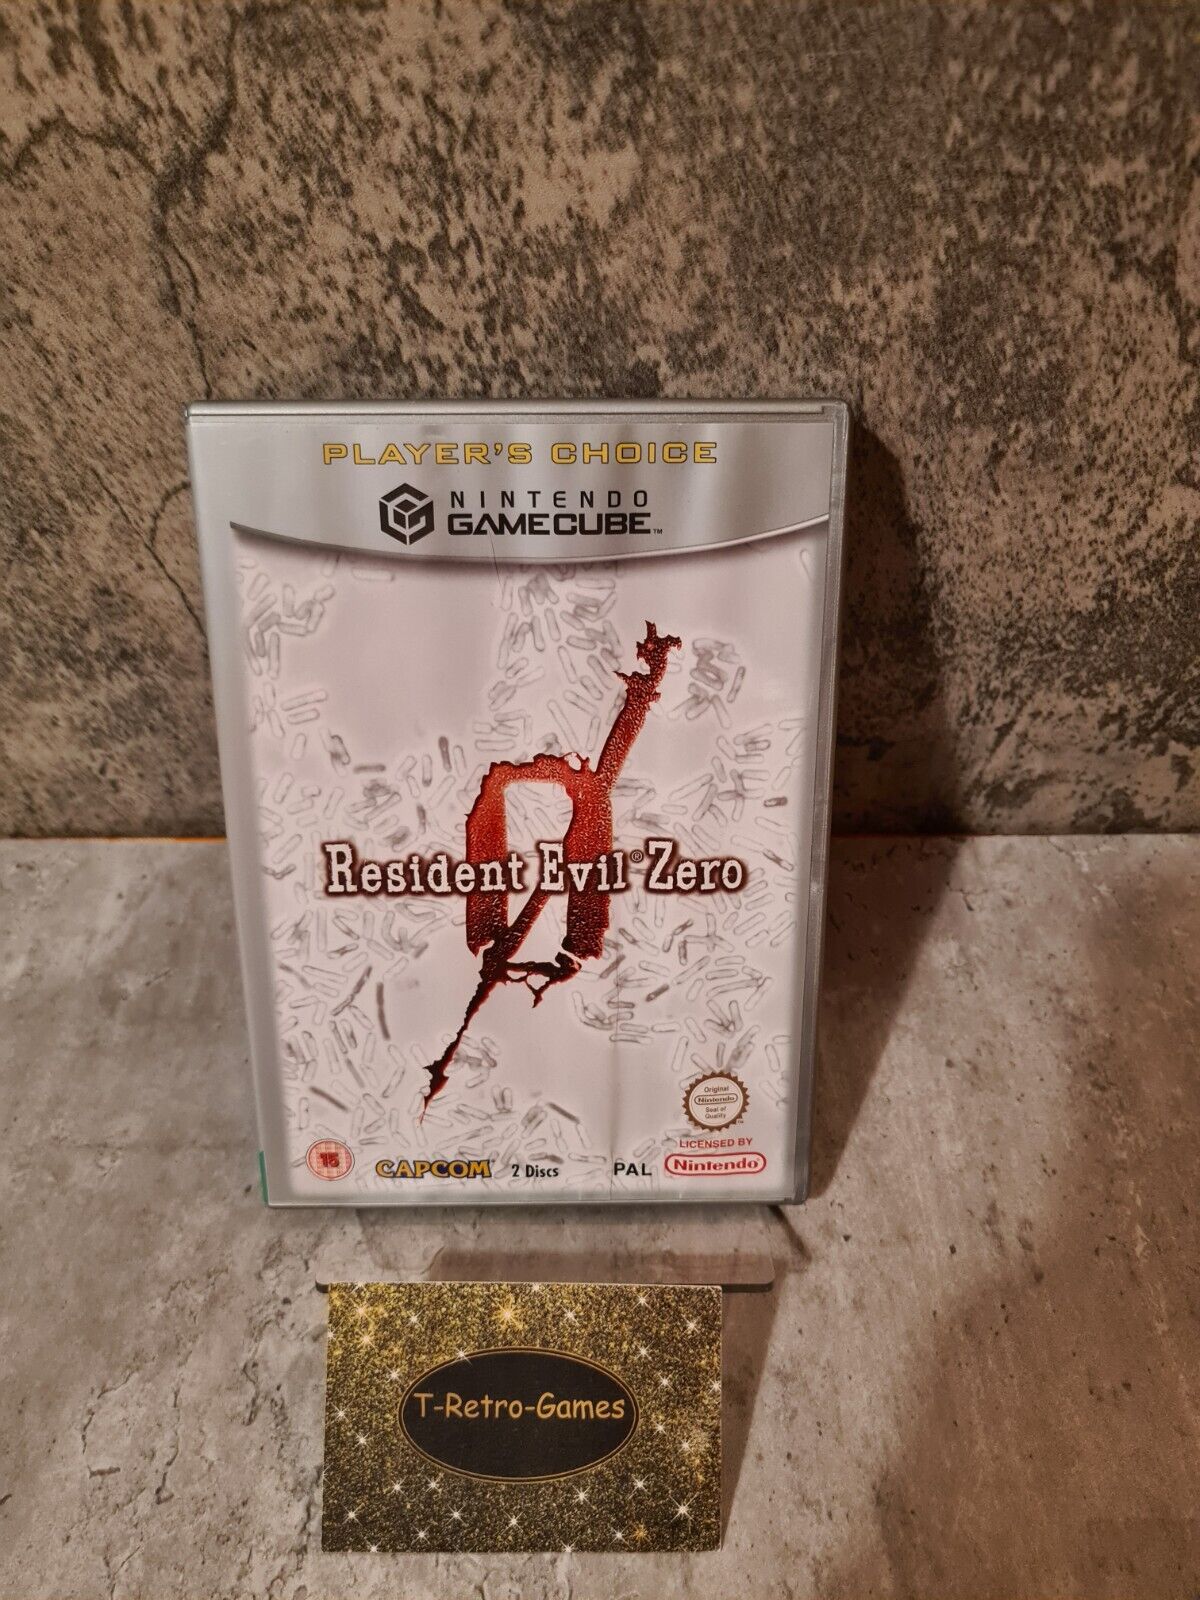 PLAYER'S CHOICE
NINTENDO
GAMECUBE™
Resident Evil® Zero
Original
Nintendo
Seal of
Quality
LICENSED BY
15
CAPCOM 2 Discs PAL Nintendo®
T-Retro-Games